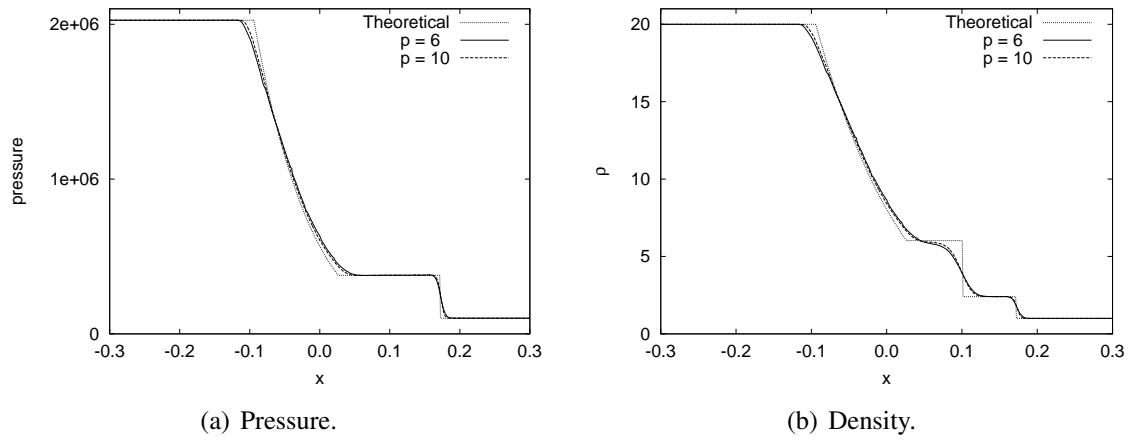 2e+06
1e+06
0
pressure
-0.3 -0.2 -0.1 0.0 0.1 0.2 0.3
x
Theoretical
p = 6
p = 10
(a) Pressure.
20
15
10
5
0
ρ
-0.3 -0.2 -0.1 0.0 0.1 0.2 0.3
x
Theoretical
p = 6
p = 10
(b) Density.